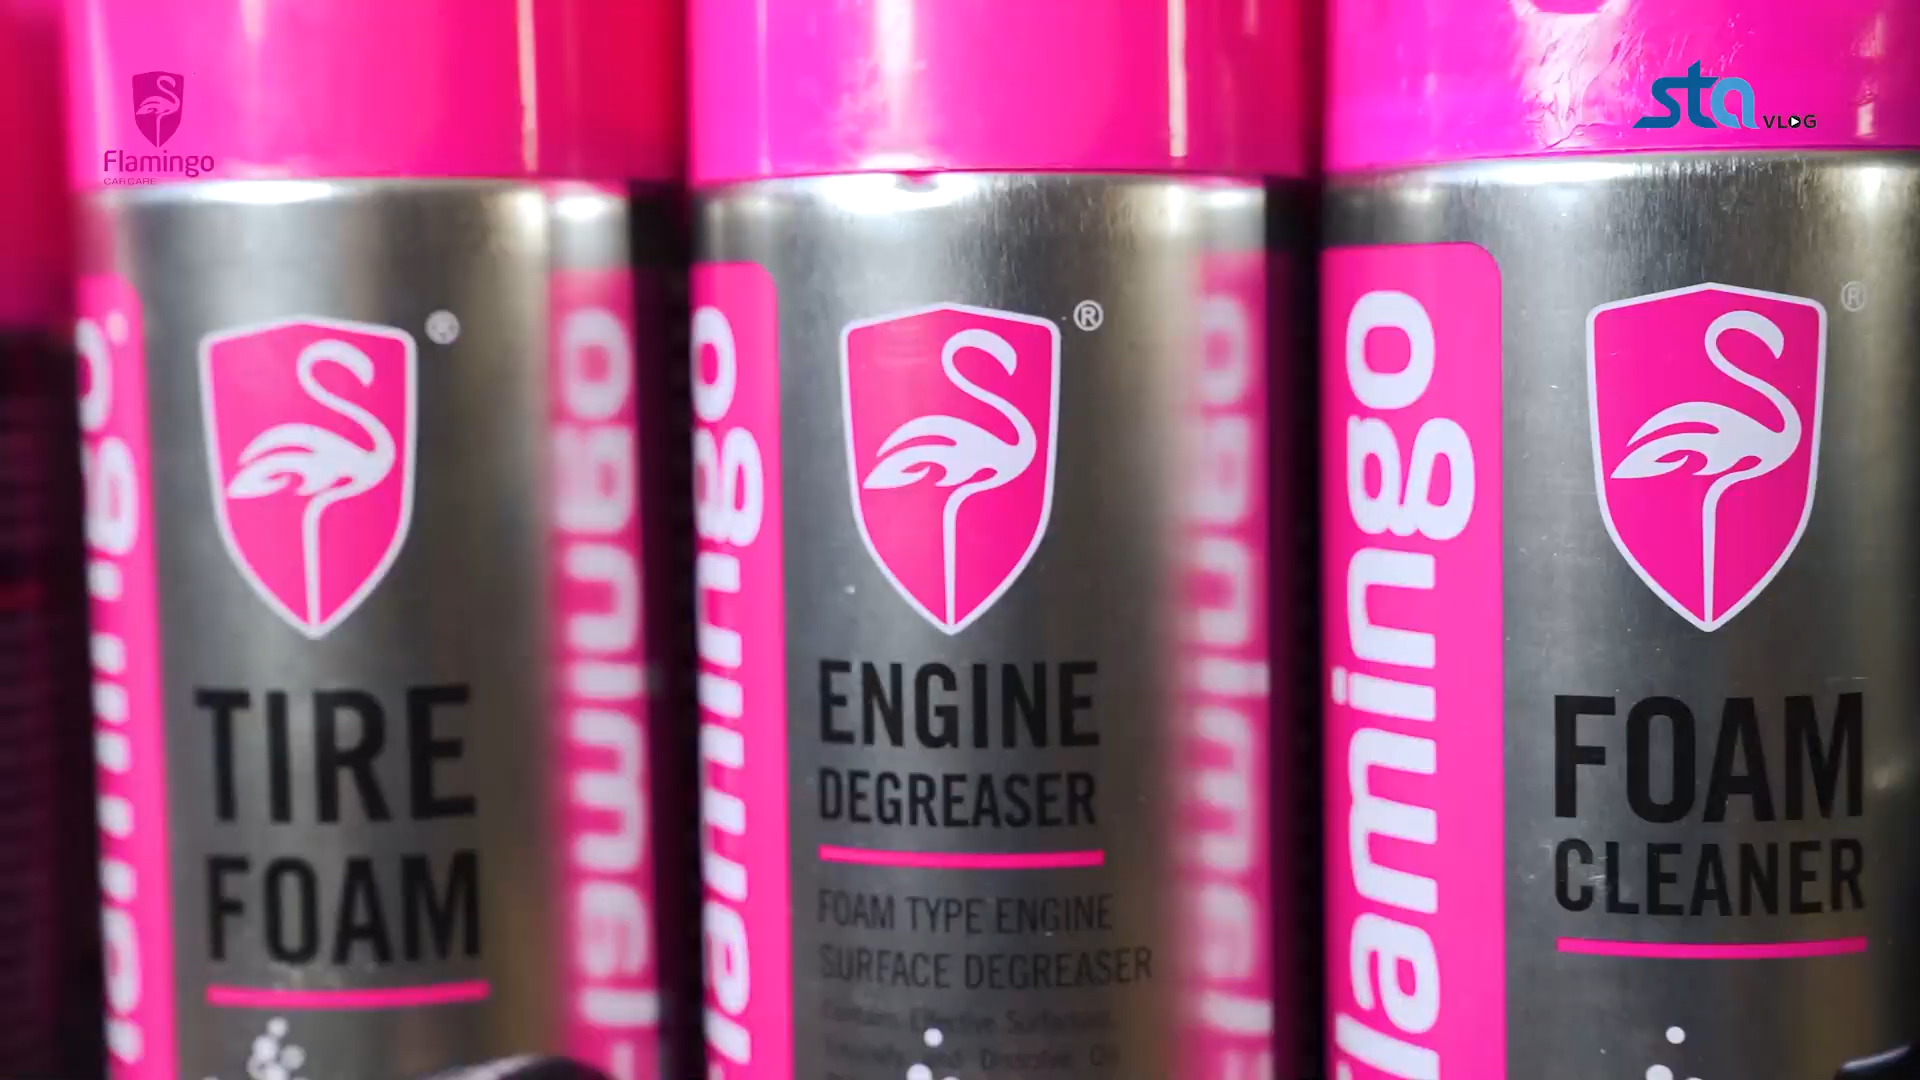 Flamingo
CAR CARE
sta VLOG
flamingo
®
TIRE
FOAM
flamingo
flamingo
®
ENGINE
DEGREASER
FOAM TYPE ENGINE
SURFACE DEGREASER
Effective
flamingo
flamingo
®
FOAM
CLEANER